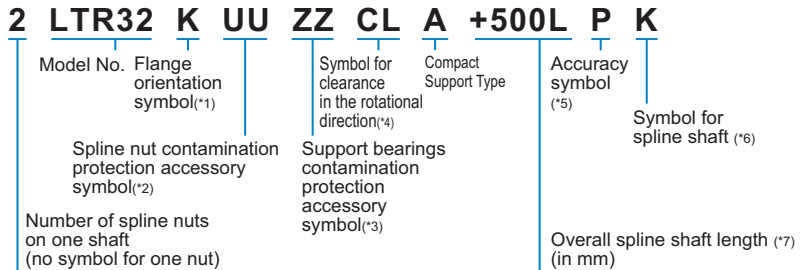 2 LTR32 K UU ZZ CL A +500L P K
Model No.
Flange
orientation
symbol(*1)
Symbol for
clearance
in the rotational
direction(*4)
Compact
Support Type
Accuracy
symbol
(*5)
Symbol for
spline shaft (*6)
Spline nut contamination
protection accessory
symbol(*2)
Support bearings
contamination
protection
accessory
symbol(*3)
Number of spline nuts
on one shaft
(no symbol for one nut)
Overall spline shaft length (*7)
(in mm)